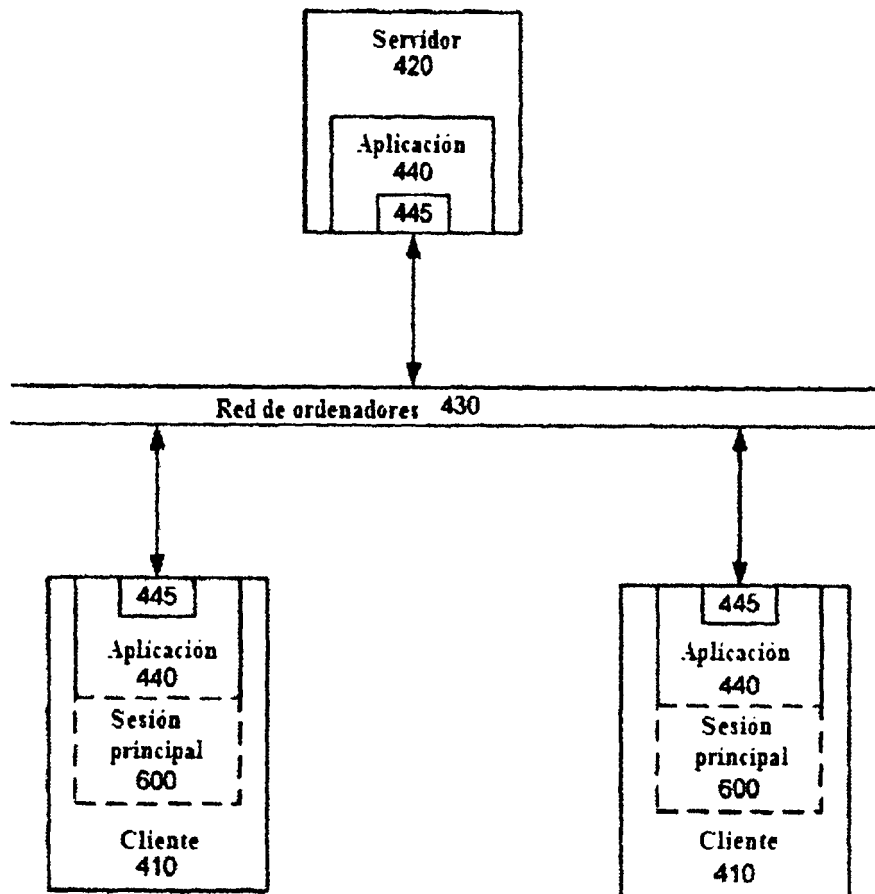 Servidor
420
Aplicación
440
445
Red de ordenadores 430
445
Aplicación
440
Sesión
principal
600
Cliente
410
445
Aplicación
440
Sesión
principal
600
Cliente
410